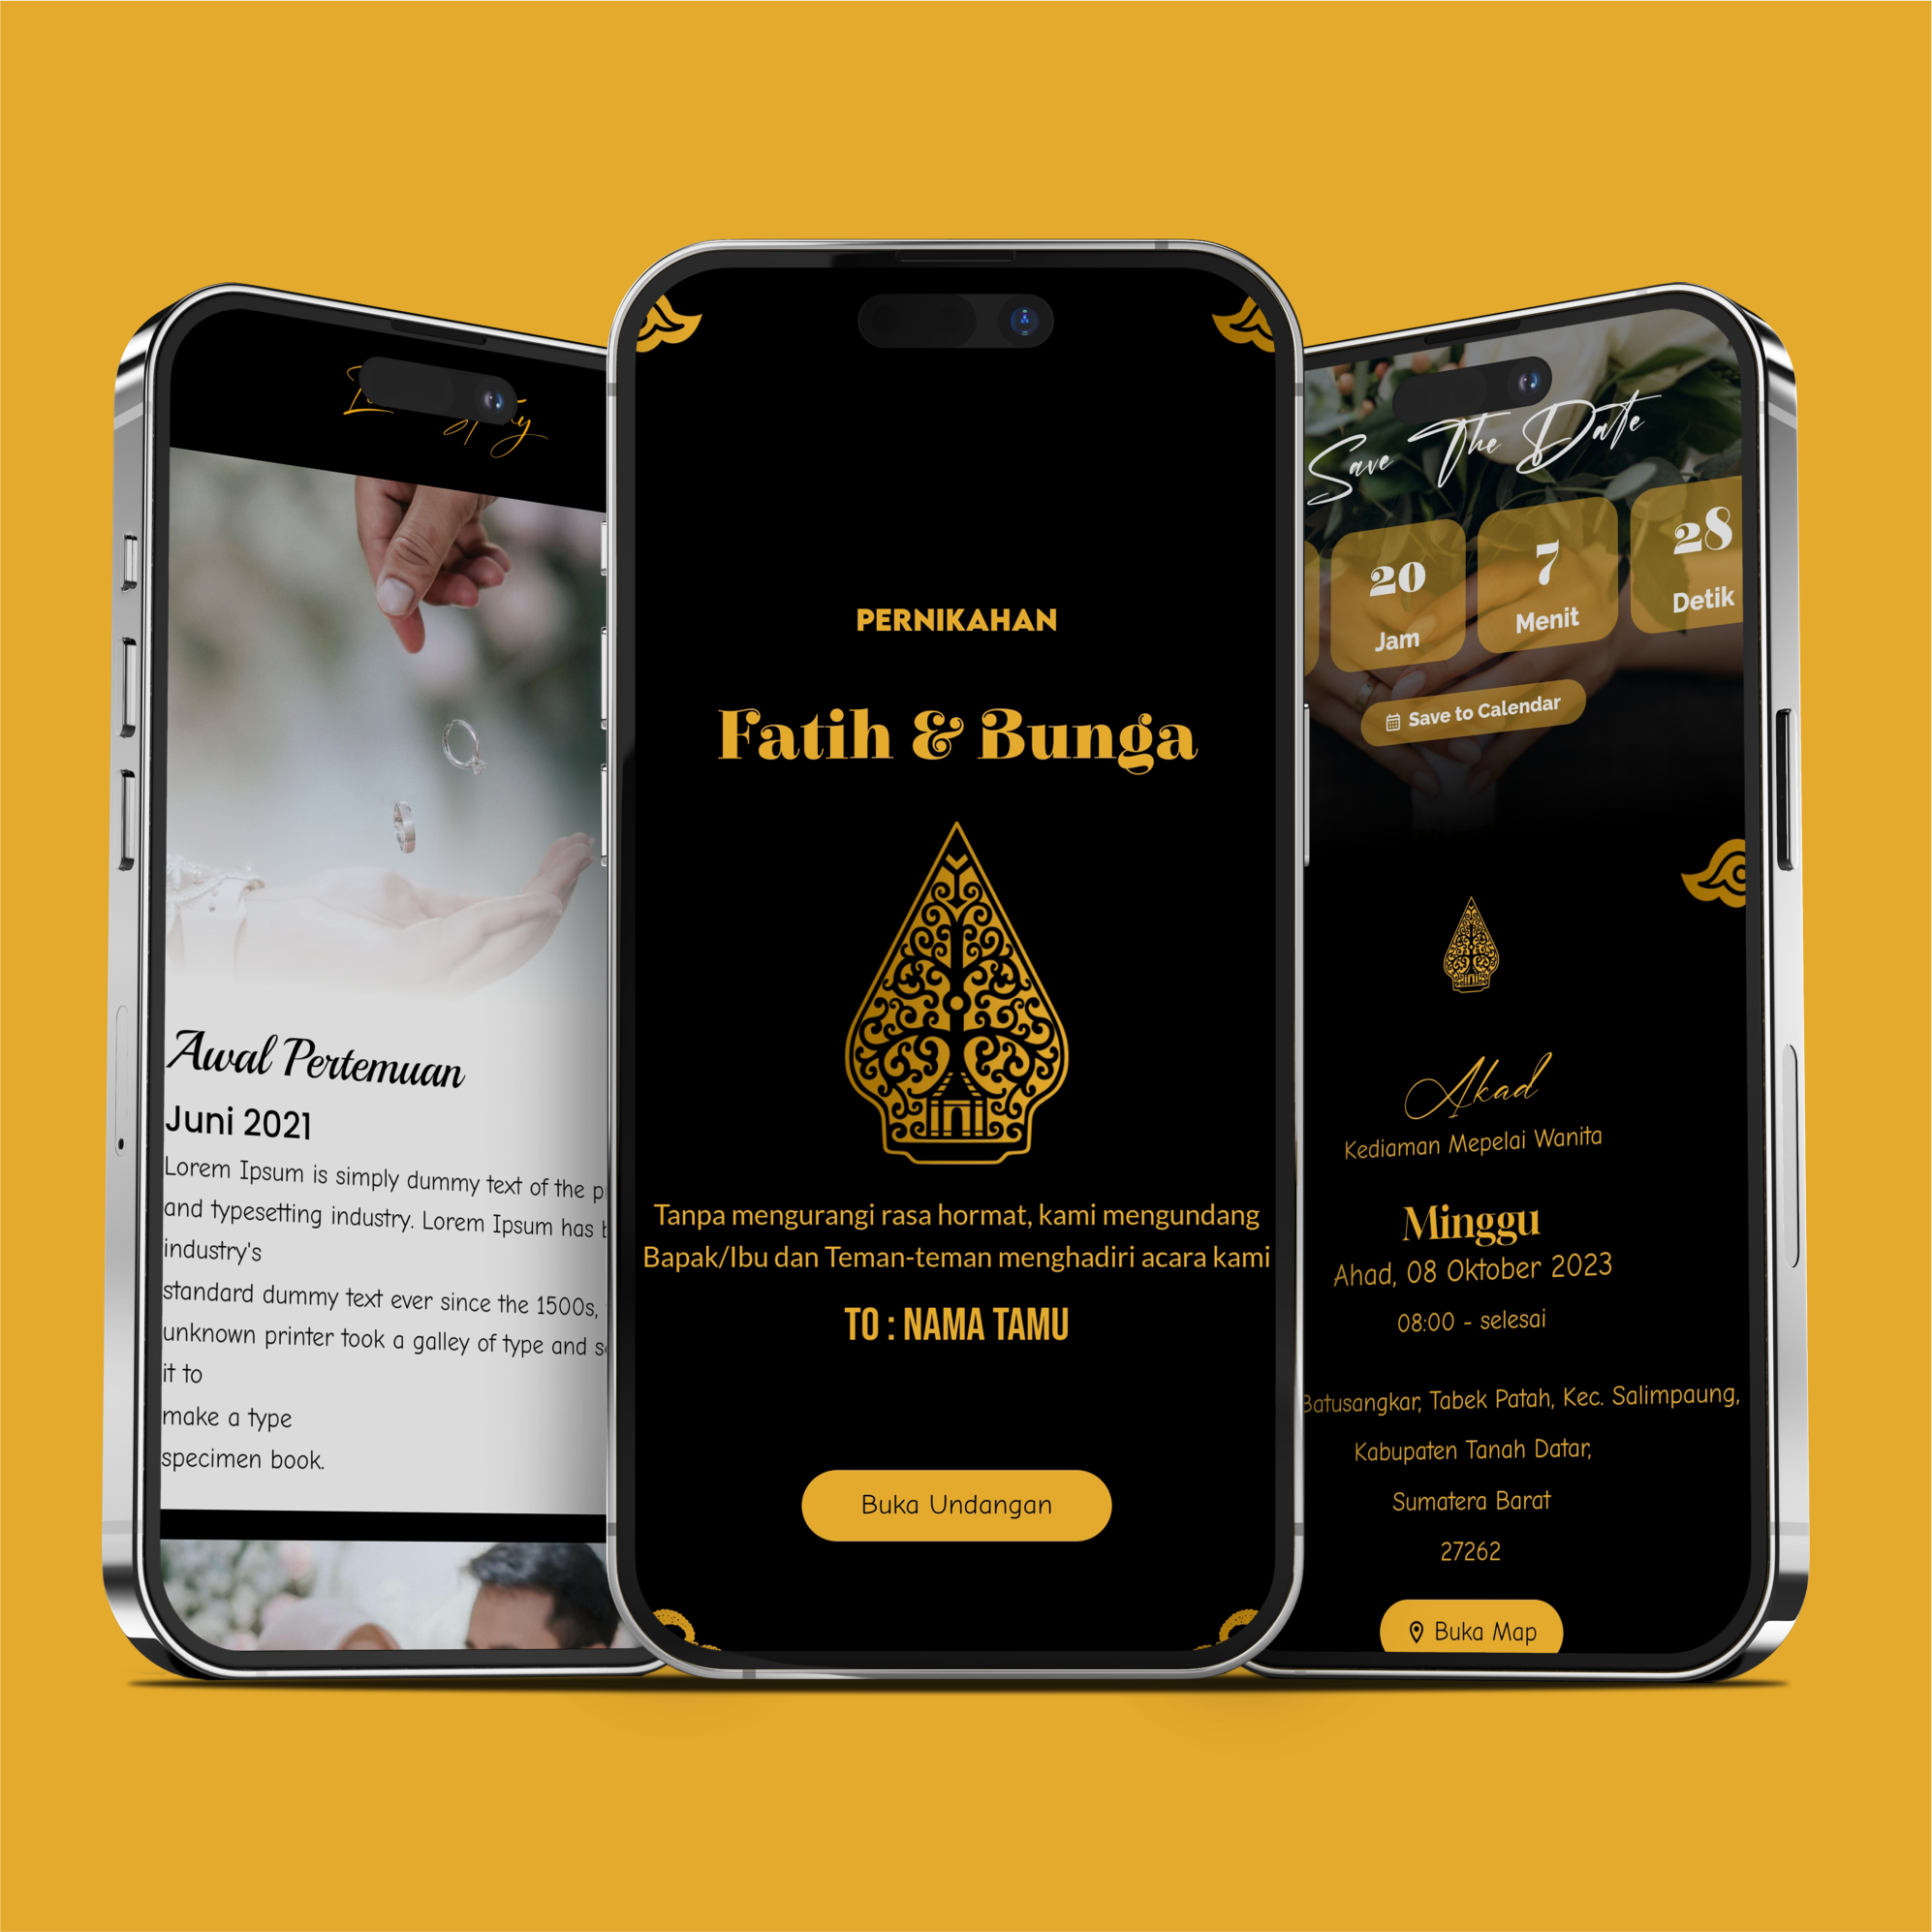 Awal Pertemuan
Juni 2021
Lorem Ipsum is simply dummy text of the
and typesetting industry. Lorem Ipsum has
industry's
standard dummy text ever since the 1500s,
unknown printer took a galley of type and
it to
make a type
specimen book.
PERNIKAHAN
Fatih & Bunga
Tanpa mengurangi rasa hormat, kami mengundang
Bapak/Ibu dan Teman-teman menghadiri acara kami
TO : NAMA TAMU
Buka Undangan
Save The Date
20 7 28
Jam Menit Detik
Save to Calendar
Akad
Kediaman Mepelai Wanita
Minggu
Ahad, 08 Oktober 2023
08:00 - selesai
Batusangkar, Tabek Patah, Kec. Salimpaung,
Kabupaten Tanah Datar,
Sumatera Barat
27262
Buka Map